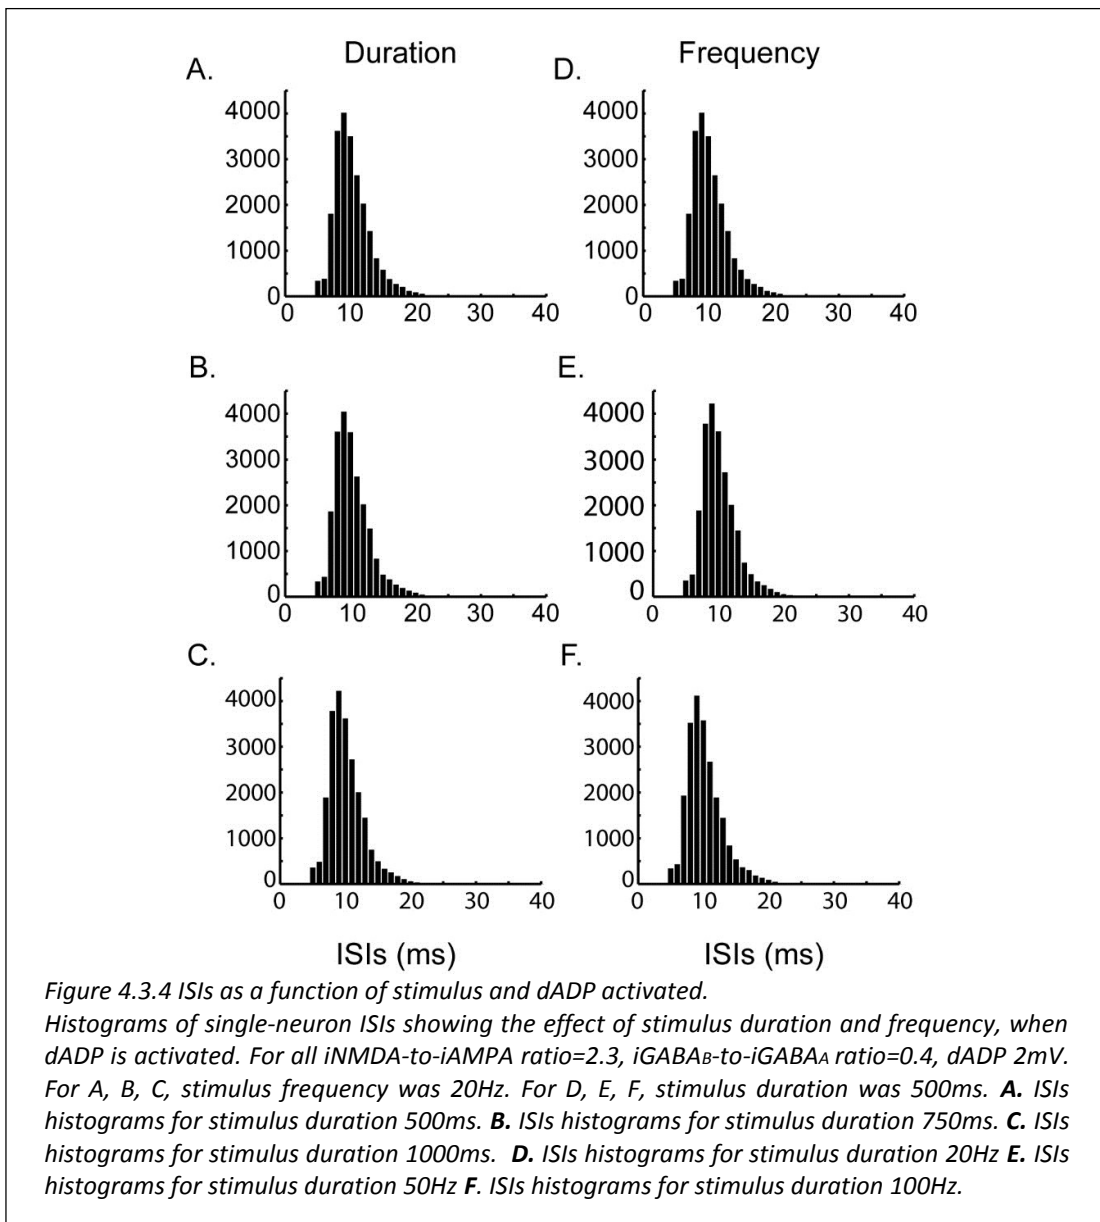 Duration
Frequency
A.
4000
3000
2000
1000
0
0 10 20 30 40
D.
4000
3000
2000
1000
0
0 10 20 30 40
B.
4000
3000
2000
1000
0
0 10 20 30 40
E.
4000
3000
2000
1000
0
0 10 20 30 40
C.
4000
3000
2000
1000
0
0 10 20 30 40
F.
4000
3000
2000
1000
0
0 10 20 30 40
ISIs (ms)
ISIs (ms)
Figure 4.3.4 ISIs as a function of stimulus and dADP activated.
Histograms of single-neuron ISIs showing the effect of stimulus duration and frequency, when
dADP is activated. For all iNMDA-to-iAMPA ratio=2.3, iGABAB-to-iGABAA ratio=0.4, dADP 2mV.
For A, B, C, stimulus frequency was 20Hz. For D, E, F, stimulus duration was 500ms. A. ISIs
histograms for stimulus duration 500ms. B. ISIs histograms for stimulus duration 750ms. C. ISIs
histograms for stimulus duration 1000ms. D. ISIs histograms for stimulus duration 20Hz E. ISIs
histograms for stimulus duration 50Hz F. ISIs histograms for stimulus duration 100Hz.